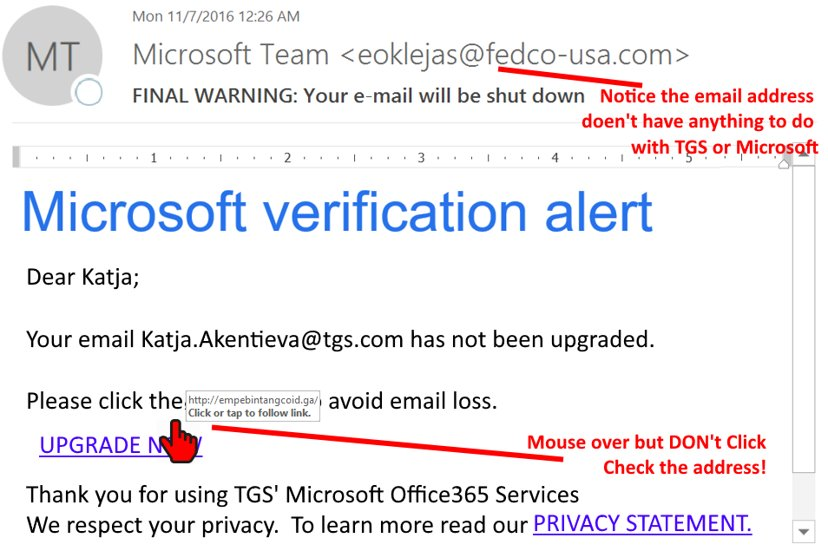 Mon 11/7/2016 12:26 AM
MT
Microsoft Team <eoklejas@fedco-usa.com>
FINAL WARNING: Your e-mail will be shut down
Notice the email address
doen't have anything to do
with TGS or Microsoft
1 2 3 4 5
Microsoft verification alert
Dear Katja;
Your email Katja.Akentieva@tgs.com has not been upgraded.
http://empebintangcoid.ga/
Click or tap to follow link.
Please click the avoid email loss.
UPGRADE NOW
Mouse over but DON't Click
Check the address!
Thank you for using TGS' Microsoft Office365 Services
We respect your privacy. To learn more read our PRIVACY STATEMENT.